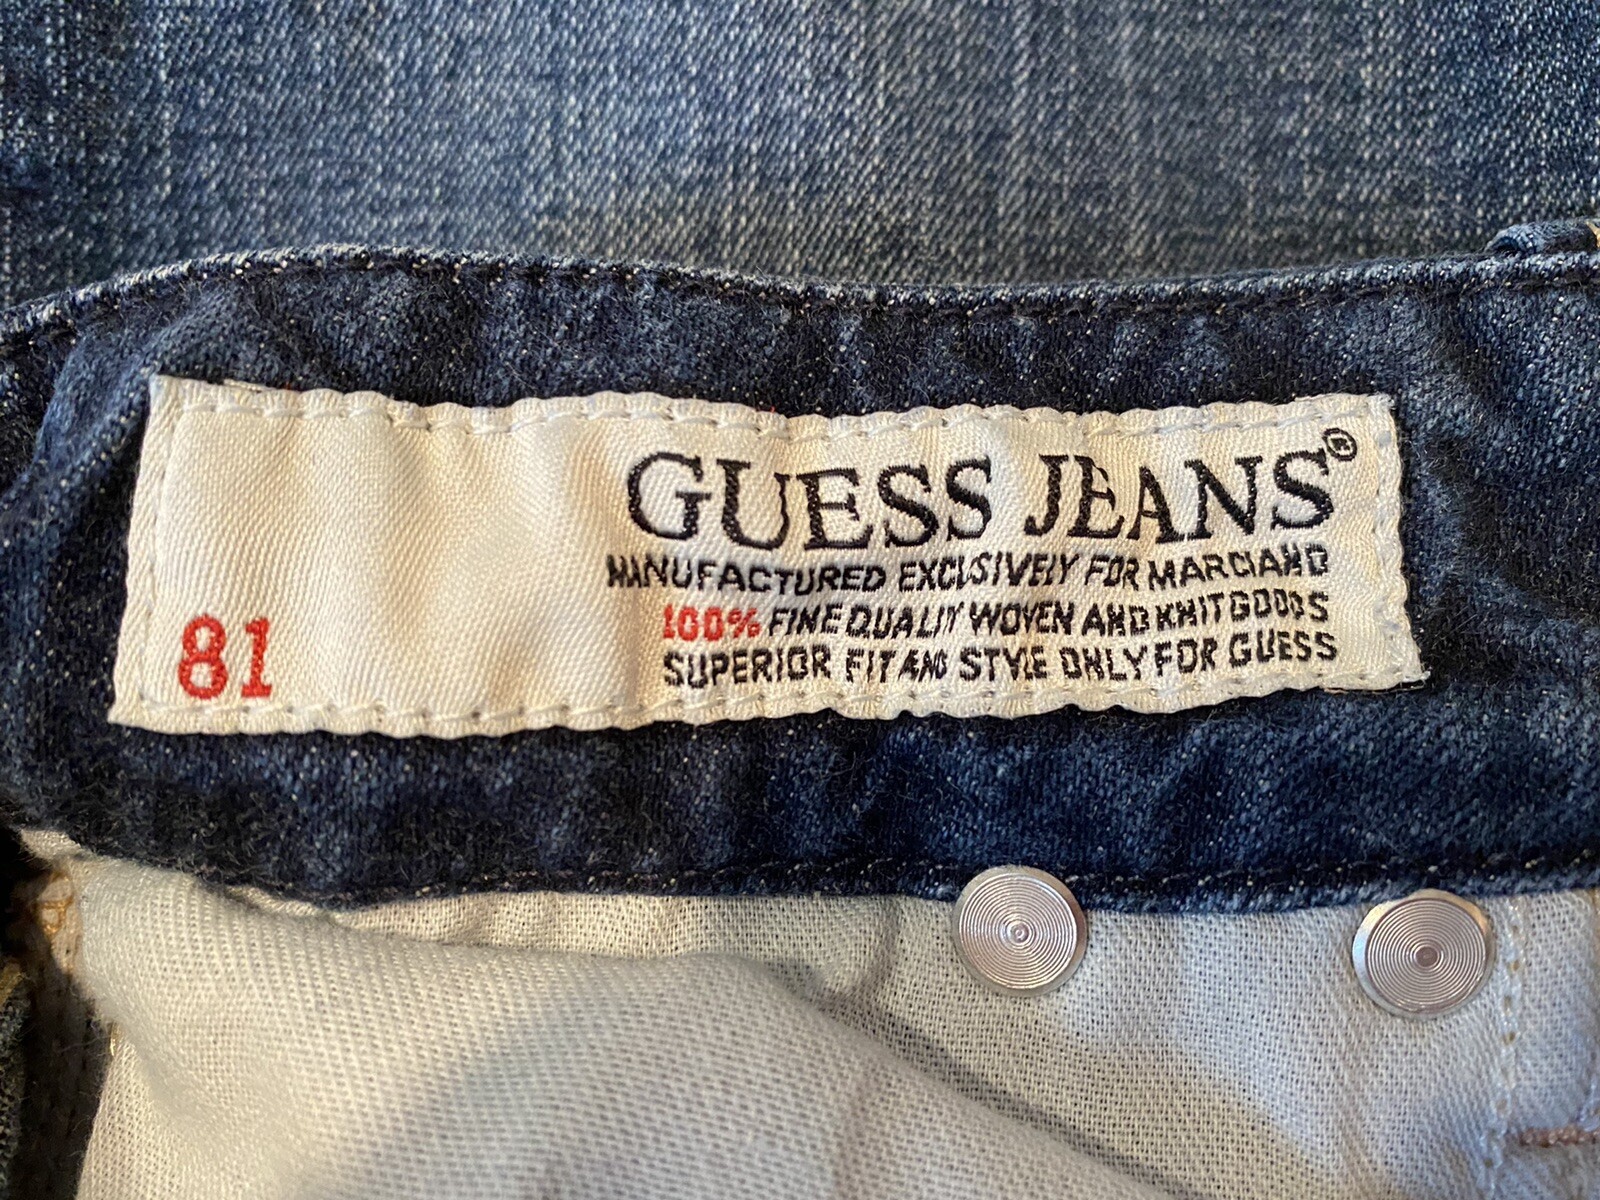 GUESS JEANS®
MANUFACTURED EXCLUSIVELY FOR MARCIANO
100% FINE QUALITY WOVEN AND KNIT GOODS
SUPERIOR FIT AND STYLE ONLY FOR GUESS
81